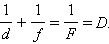 1/d + 1/f = 1/F = D.